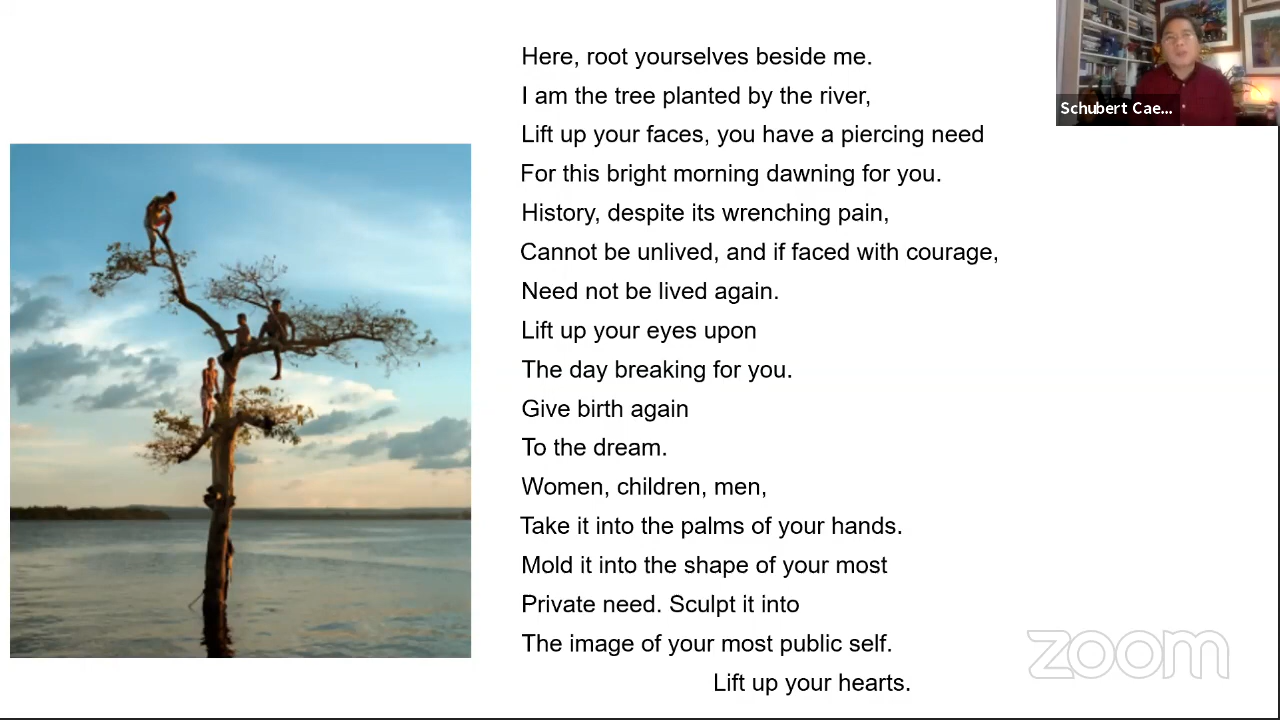 Here, root yourselves beside me.
I am the tree planted by the river,
Lift up your faces, you have a piercing need
For this bright morning dawning for you.
History, despite its wrenching pain,
Cannot be unlived, and if faced with courage,
Need not be lived again.
Lift up your eyes upon
The day breaking for you.
Give birth again
To the dream.
Women, children, men,
Take it into the palms of your hands.
Mold it into the shape of your most
Private need. Sculpt it into
The image of your most public self.
Lift up your hearts.
Schubert Cae...
zoom